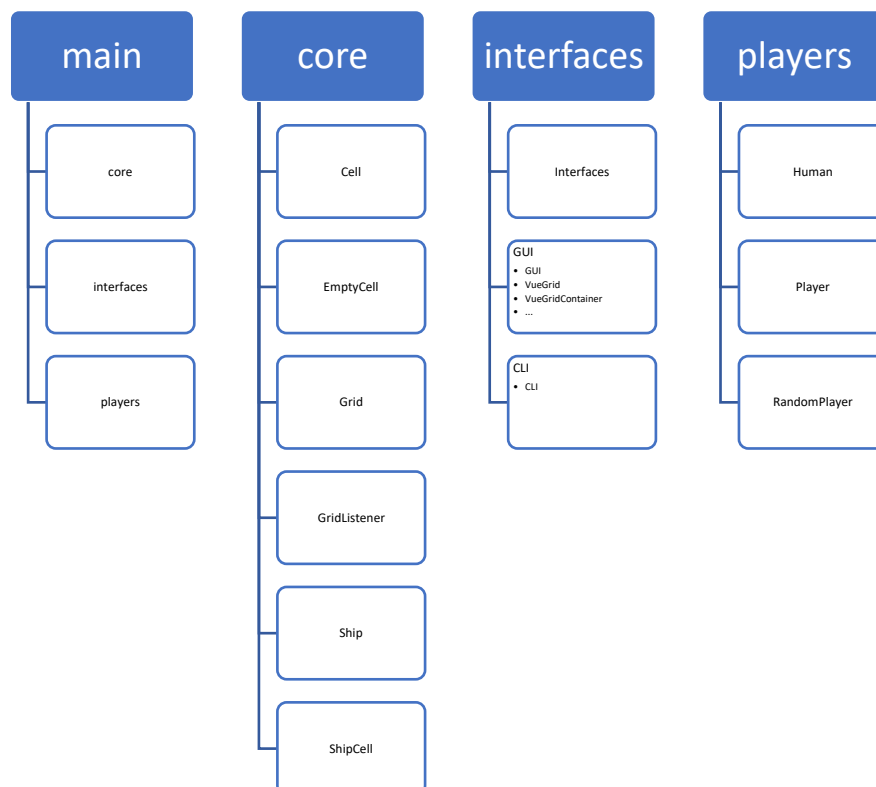 main
core
interfaces
players
core
interfaces
players
Cell
EmptyCell
Grid
GridListener
Ship
ShipCell
Interfaces
GUI
• GUI
• VueGrid
• VueGridContainer
• ...
CLI
• CLI
Human
Player
RandomPlayer